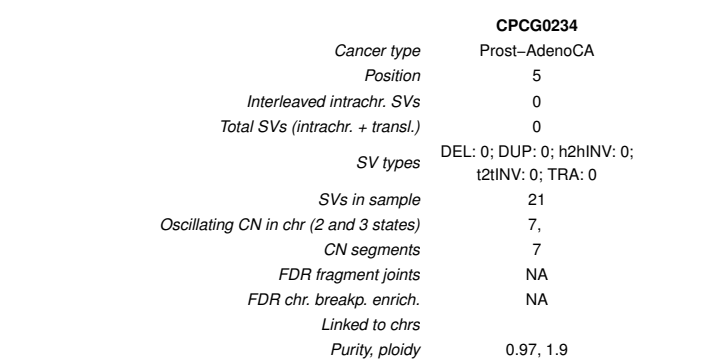 CPCG0234
Cancer type Prost−AdenoCA
Position 5
Interleaved intrachr. SVs 0
Total SVs (intrachr. + transl.) 0
SV types DEL: 0; DUP: 0; h2hINV: 0;
t2tINV: 0; TRA: 0
SVs in sample 21
Oscillating CN in chr (2 and 3 states) 7,
CN segments 7
FDR fragment joints NA
FDR chr. breakp. enrich. NA
Linked to chrs
Purity, ploidy 0.97, 1.9